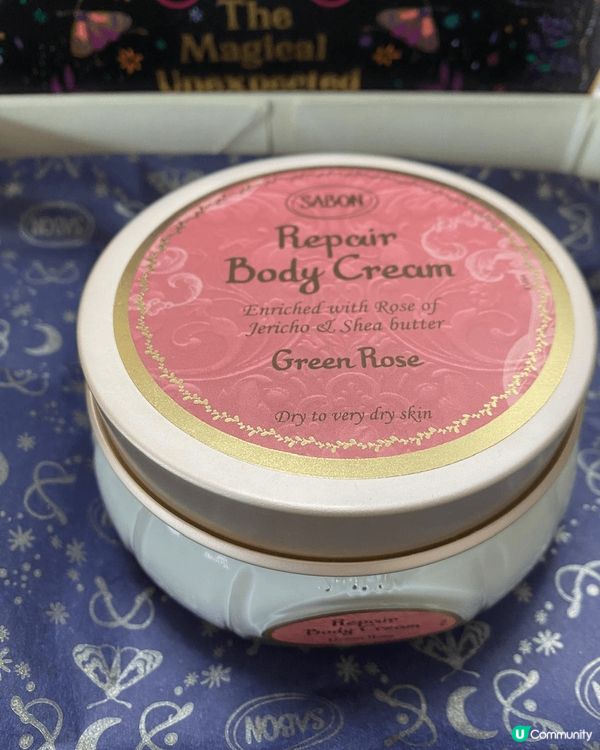 The
Magical
Unexpected
SABON
SABON
Repair
Body Cream
Enriched with Rose of
Jericho & Shea butter
Green Rose
Dry to very dry skin
Repair
Body Cream
SABON
U Community